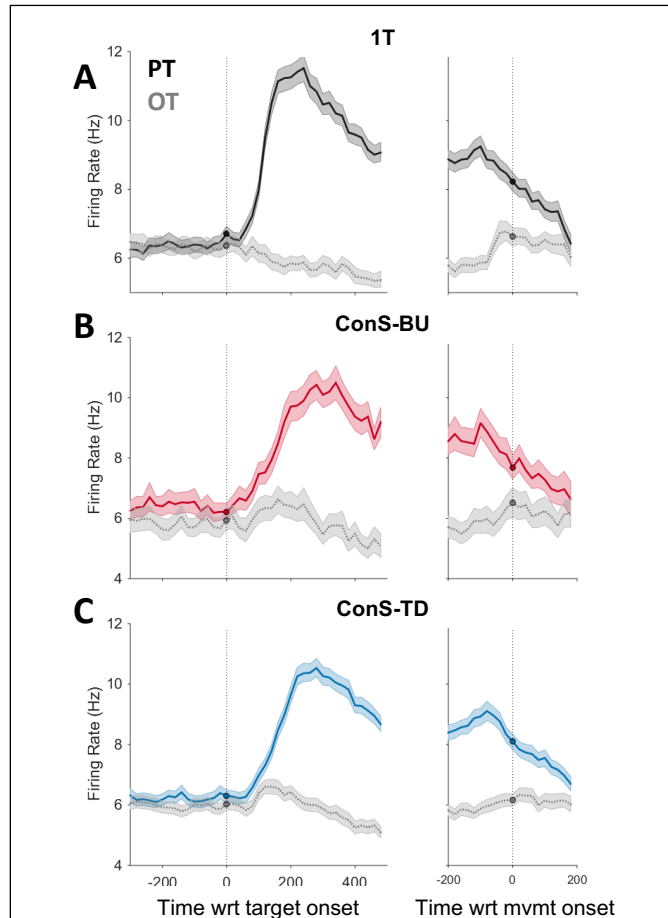 1T
A
PT
OT
12
10
8
6
Firing Rate (Hz)
ConS-BU
B
12
10
8
6
4
Firing Rate (Hz)
ConS-TD
C
12
10
8
6
4
Firing Rate (Hz)
-200 0 200 400
-200 0 200
Time wrt target onset
Time wrt mvmt onset